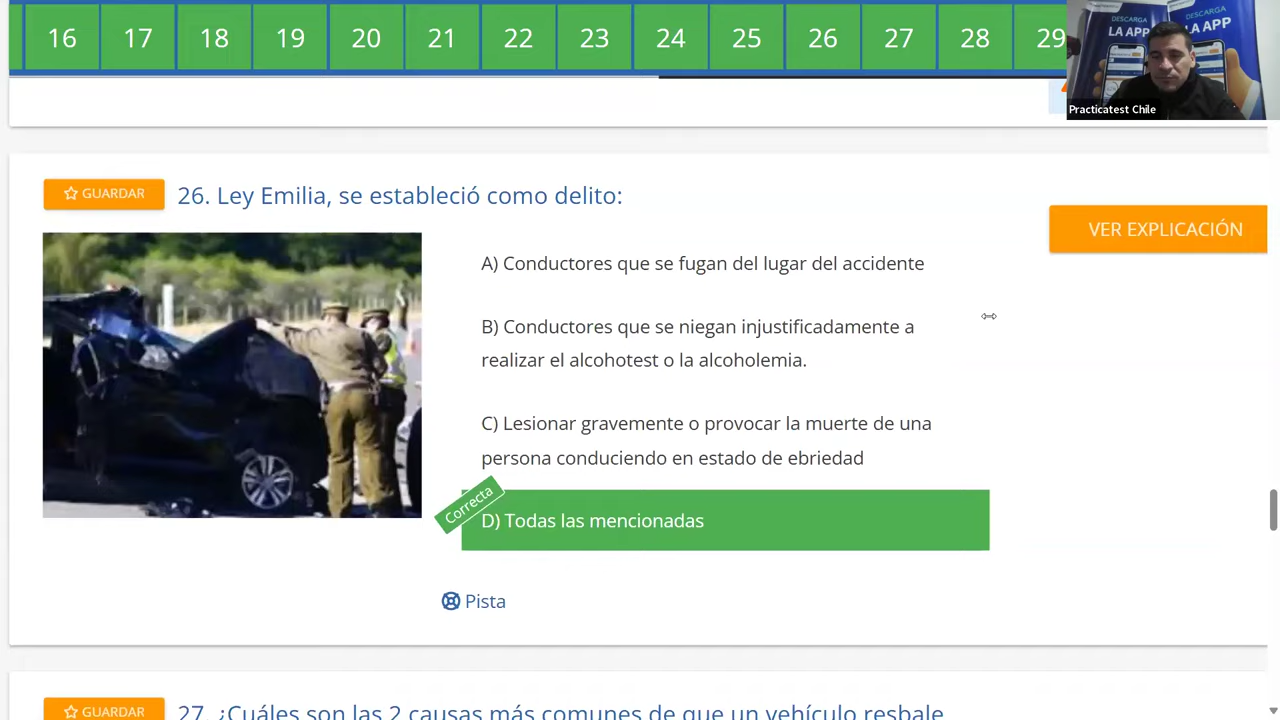 16 17 18 19 20 21 22 23 24 25 26 27 28 29
DESCARGA
LA APP
DESCARGA
LA APP
Practicatest Chile
GUARDAR
26. Ley Emilia, se estableció como delito:
VER EXPLICACIÓN
A) Conductores que se fugan del lugar del accidente
B) Conductores que se niegan injustificadamente a
realizar el alcohotest o la alcoholemia.
C) Lesionar gravemente o provocar la muerte de una
persona conduciendo en estado de ebriedad
Correcta
D) Todas las mencionadas
Pista
GUARDAR
27. ¿Cuáles son las 2 causas más comunes de que un vehículo resbale